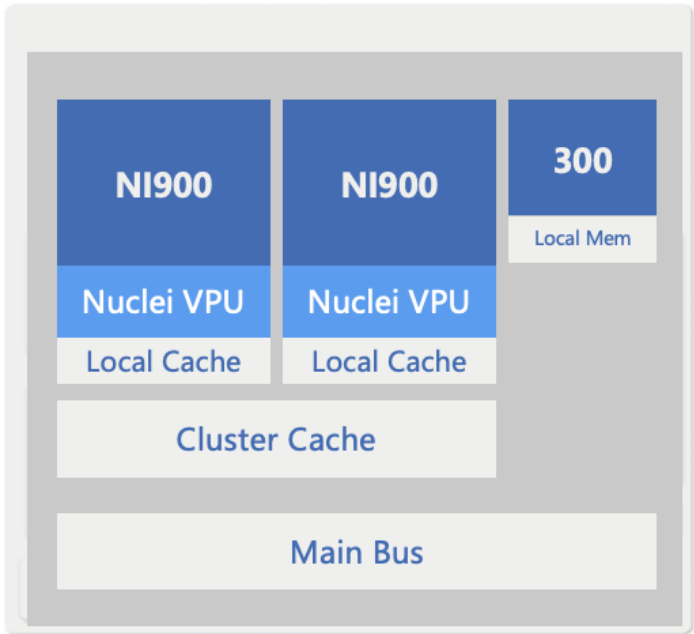 NI900
Nuclei VPU
Local Cache
NI900
Nuclei VPU
Local Cache
300
Local Mem
Cluster Cache
Main Bus